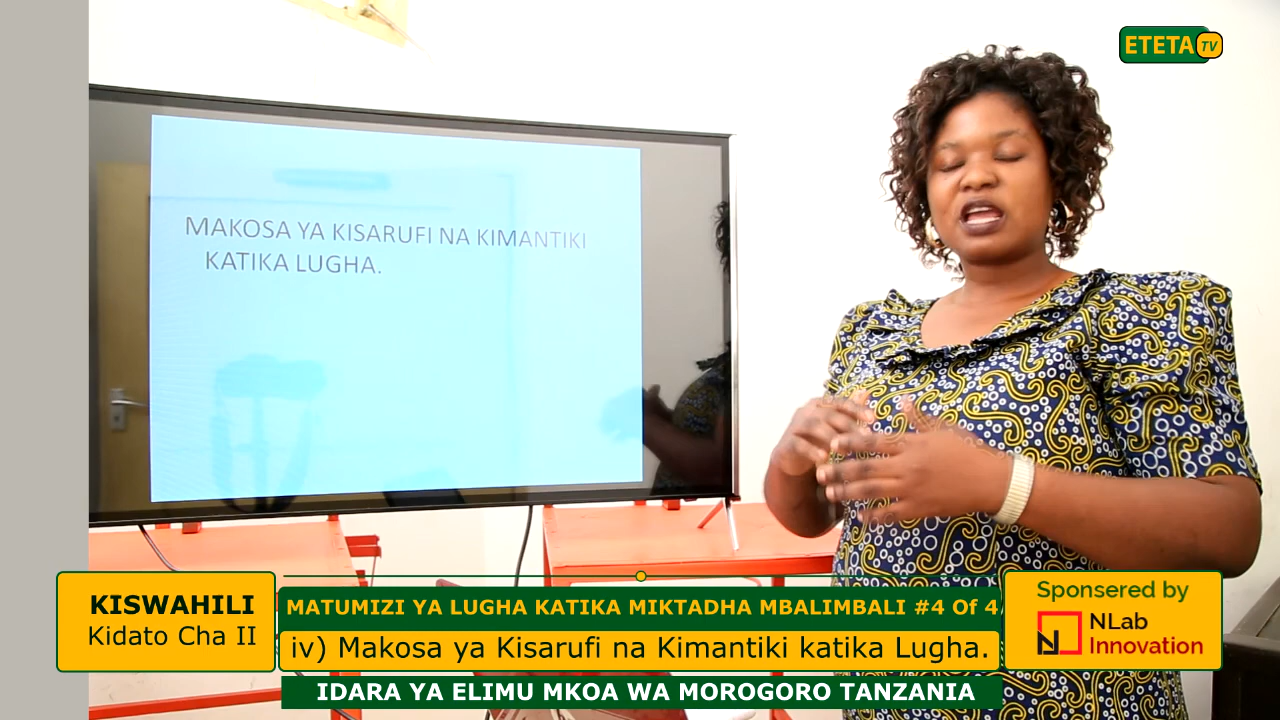 ETETA TV
MAKOSA YA KISARUFI NA KIMANTIKI
KATIKA LUGHA.
KISWAHILI
Kidato Cha II
MATUMIZI YA LUGHA KATIKA MIKTADHA MBALIMBALI #4 Of 4
iv) Makosa ya Kisarufi na Kimantiki katika Lugha.
IDARA YA ELIMU MKOA WA MOROGORO TANZANIA
Sponsered by
NLab
Innovation